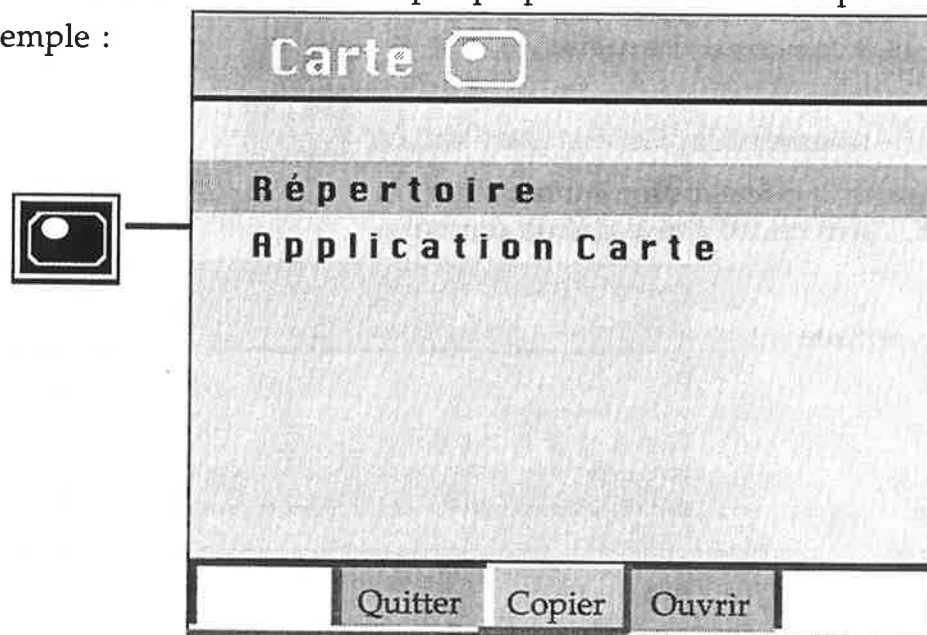 emple :
Carte
Répertoire
Application Carte
Quitter Copier Ouvrir